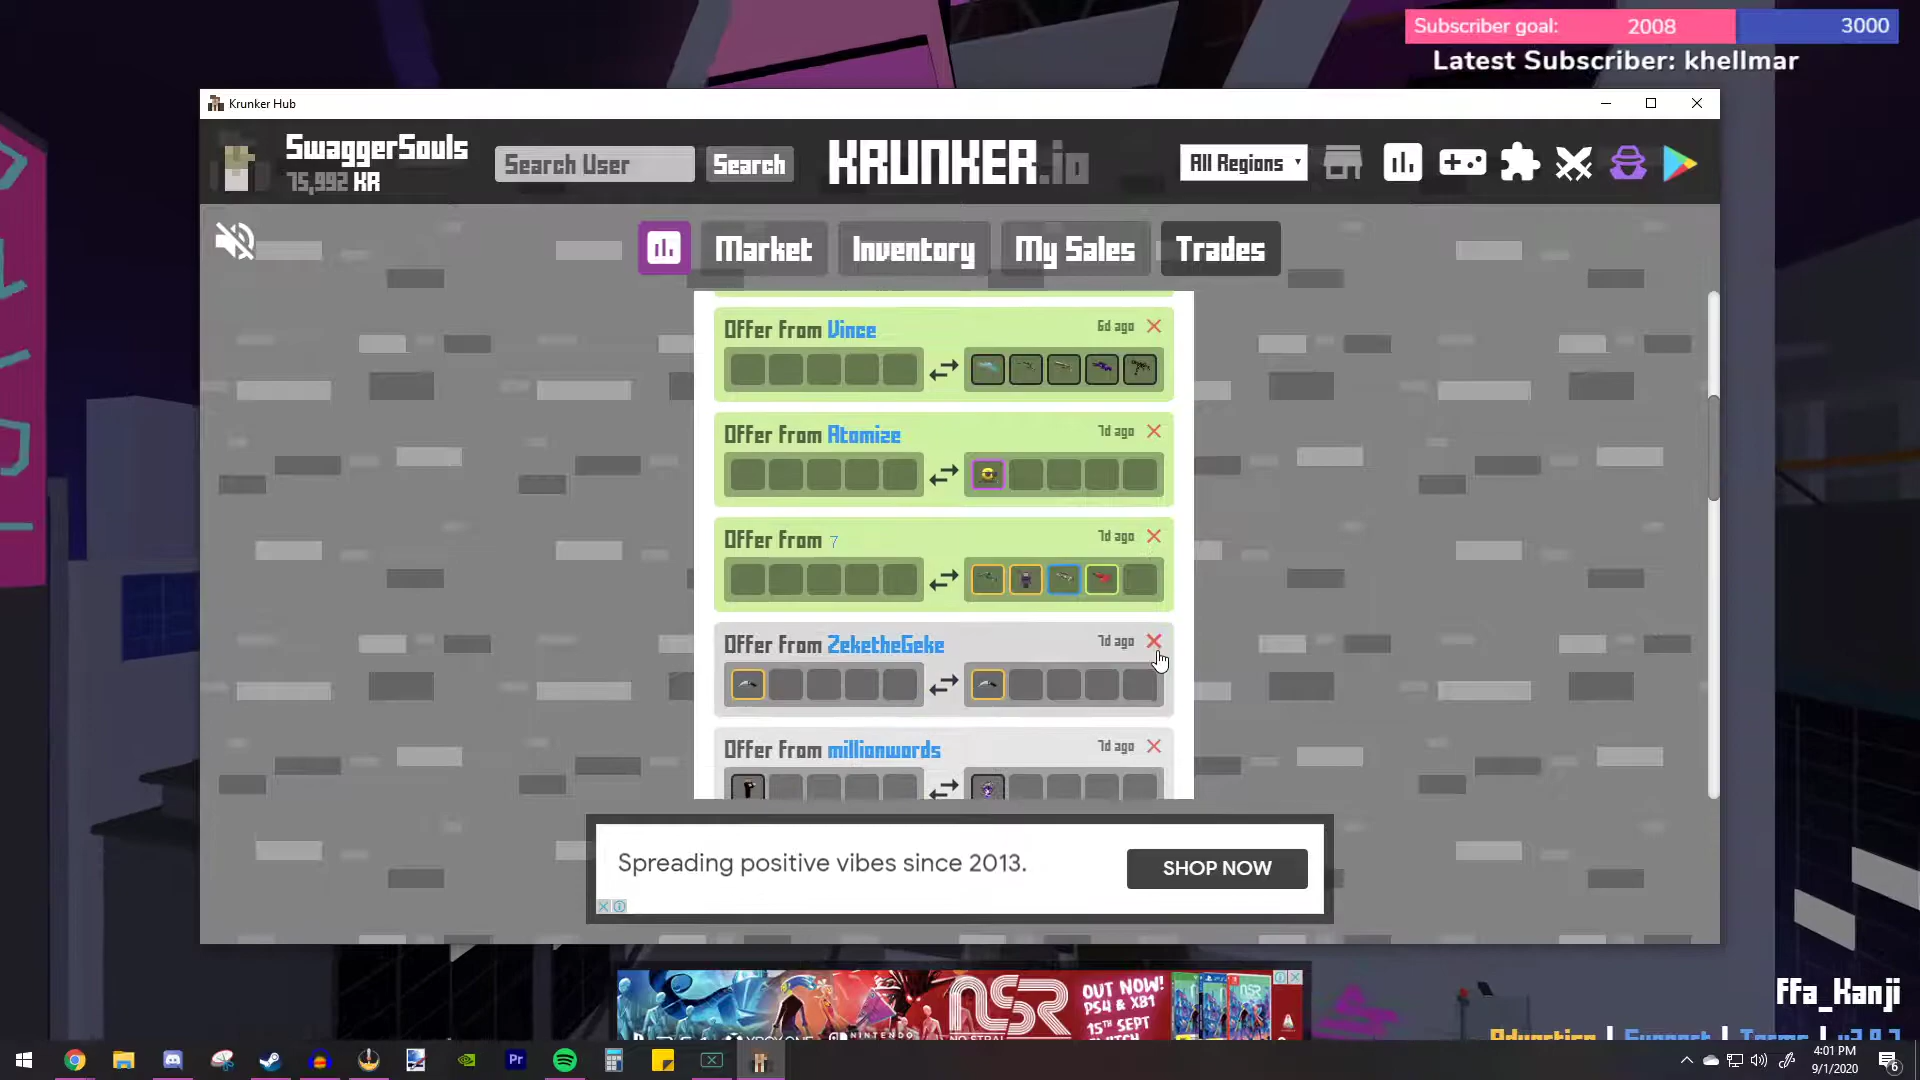 Subscriber goal: 2008 3000
Latest Subscriber: khellmar
Krunker Hub
SwaggerSouls
15,992 KR
Search User
Search
KRUNKER.io
All Regions
Market
Inventory
My Sales
Trades
Offer from Vince
6d ago
Offer from Atomize
7d ago
Offer from 7
7d ago
Offer from ZeketheGeke
7d ago
Offer from millionwords
7d ago
Spreading positive vibes since 2013.
SHOP NOW
NSR
OUT NOW!
PS4 & XB1
15TH SEPT
ffa_Kanji
Pr
4:01 PM
9/1/2020
6